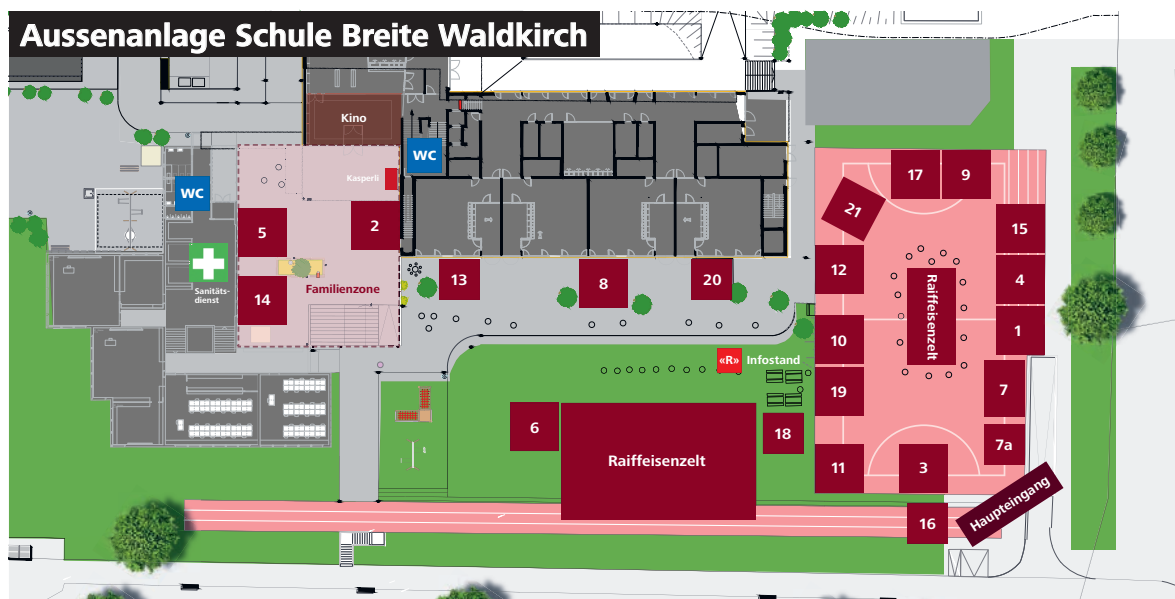 Aussenanlage Schule Breite Waldkirch
Kino
WC
Kasperli
WC
17
9
21
5
2
15
Sanitäts-
dienst
Familienzone
13
8
20
12
4
Raiffeisenzelt
14
10
1
«R» Infostand
19
7
6
Raiffeisenzelt
18
7a
11
3
16
Haupteingang